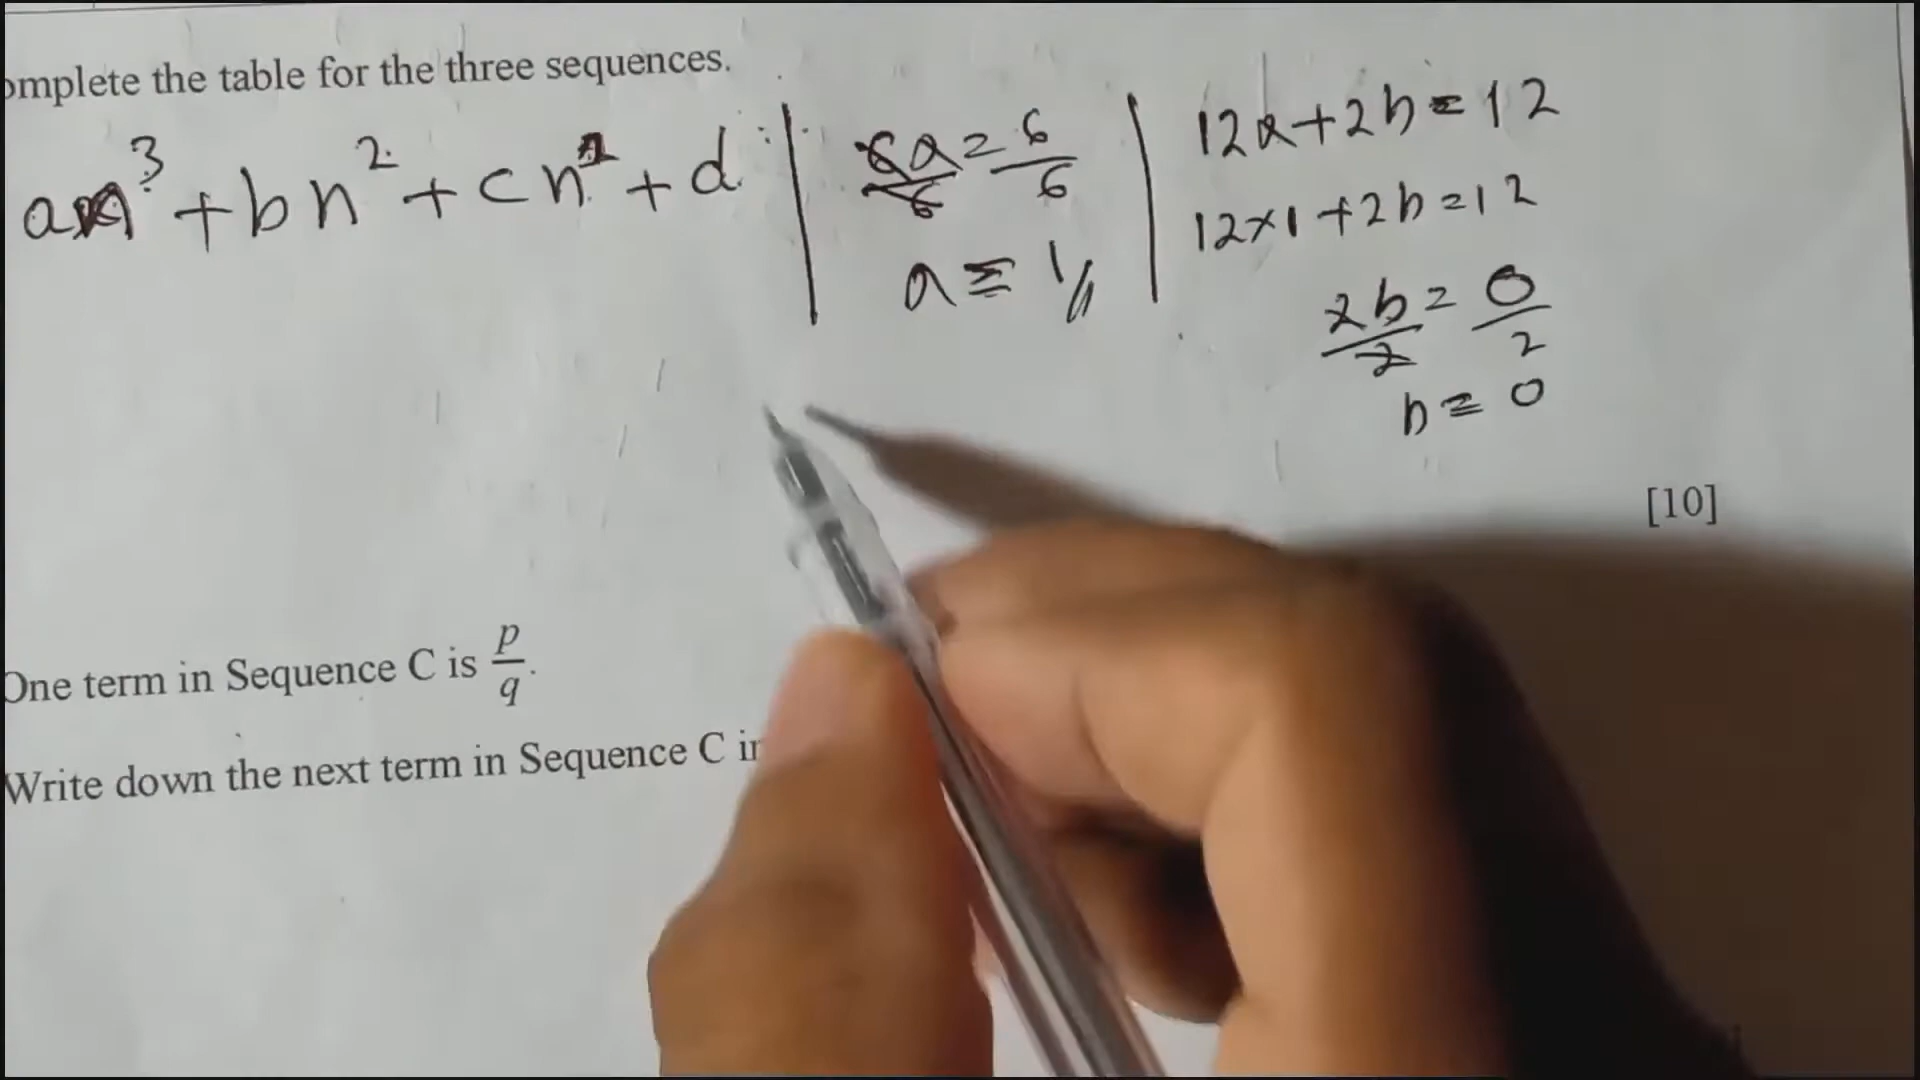 omplete the table for the three sequences.
an³ + bn² + cn¹ + d
6a/6 = 6/6
a = 1//
12a + 2b = 12
12×1 + 2b = 12
2b/2 = 0/2
b = 0
[10]
One term in Sequence C is p/q.
Write down the next term in Sequence C in